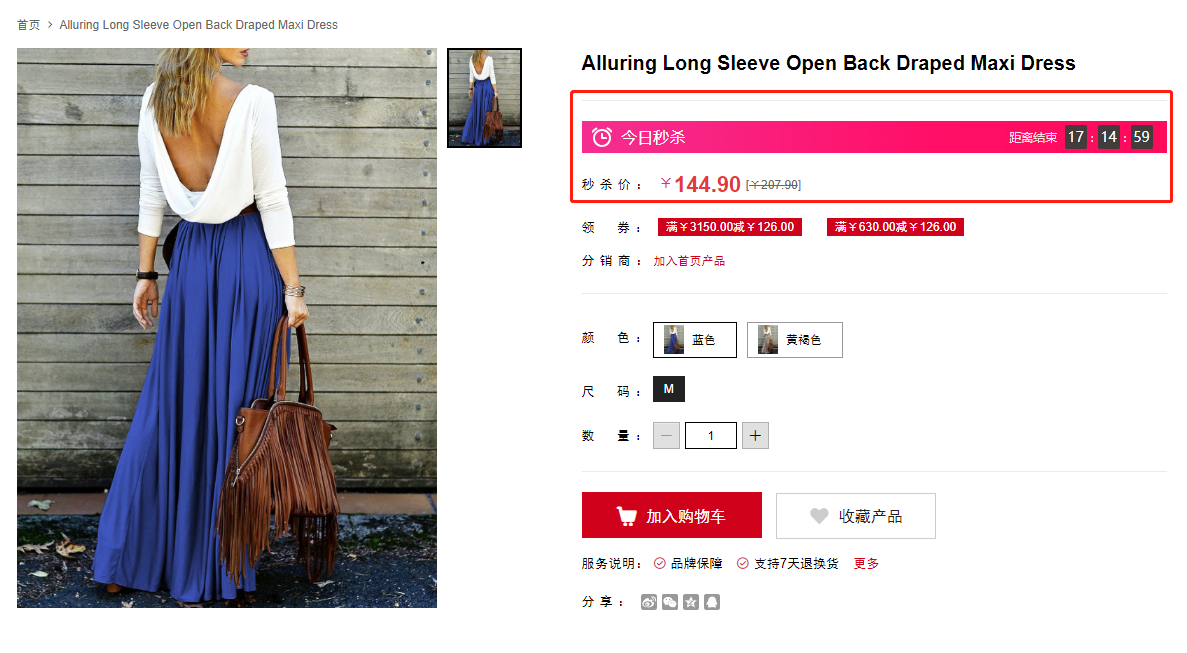 首页 > Alluring Long Sleeve Open Back Draped Maxi Dress
Alluring Long Sleeve Open Back Draped Maxi Dress
今日秒杀 距离结束 17 : 14 : 59
秒杀价： ￥144.90 [￥207.90]
领 券： 满￥3150.00减￥126.00 满￥630.00减￥126.00
分销商： 加入首页产品
颜 色： 蓝色 黄褐色
尺 码： M
数 量： 1
加入购物车 收藏产品
服务说明： 品牌保障 支持7天退换货 更多
分享：